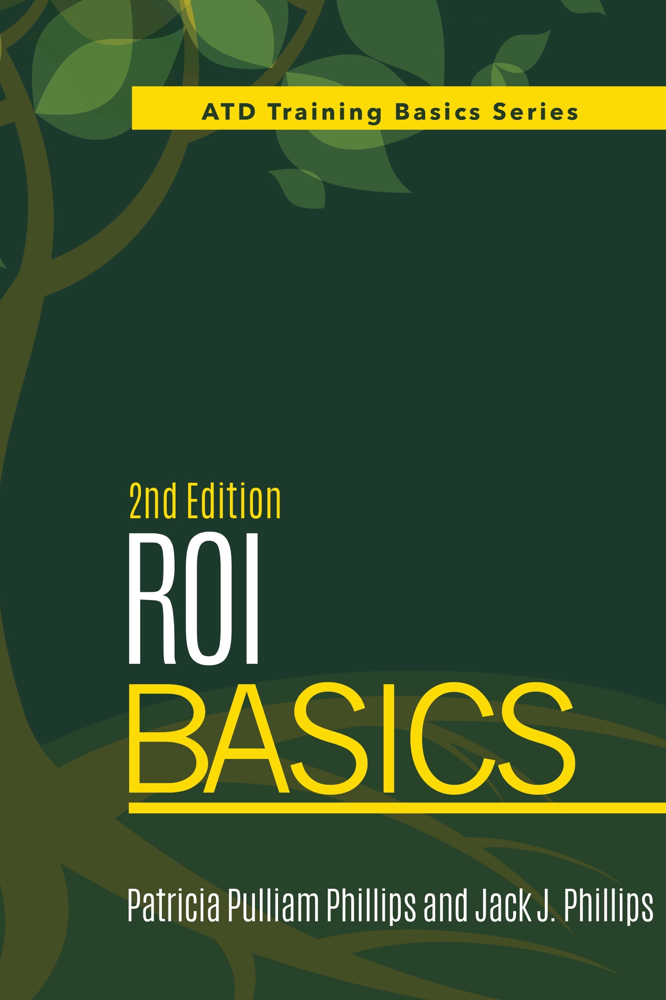 ATD Training Basics Series
2nd Edition
ROI
BASICS
Patricia Pulliam Phillips and Jack J. Phillips